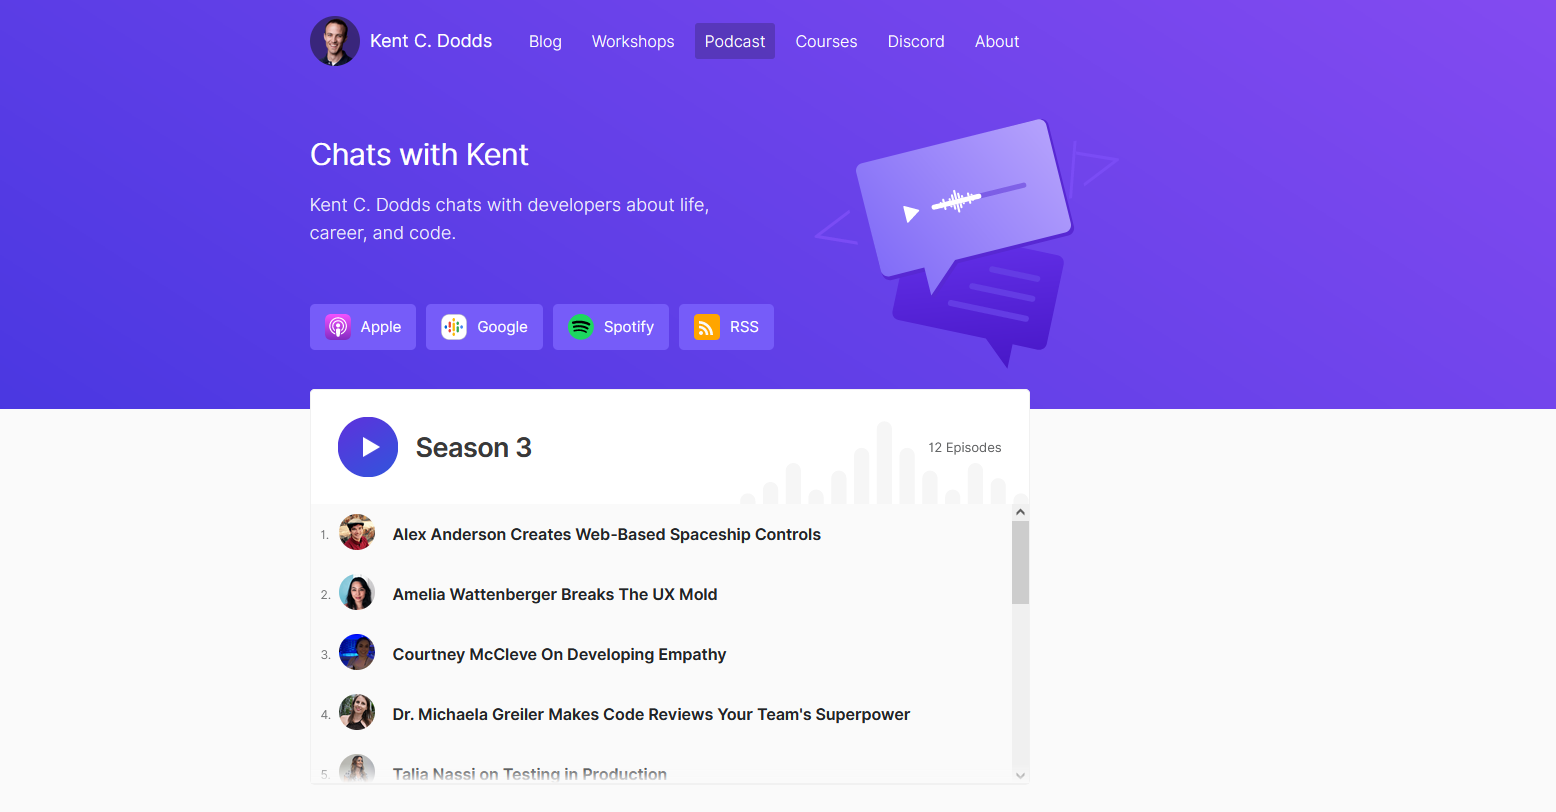 Kent C. Dodds Blog Workshops Podcast Courses Discord About
Chats with Kent
Kent C. Dodds chats with developers about life,
career, and code.
Apple Google Spotify RSS
Season 3 12 Episodes
1. Alex Anderson Creates Web-Based Spaceship Controls
2. Amelia Wattenberger Breaks The UX Mold
3. Courtney McCleve On Developing Empathy
4. Dr. Michaela Greiler Makes Code Reviews Your Team's Superpower
5. Talia Nassi on Testing in Production